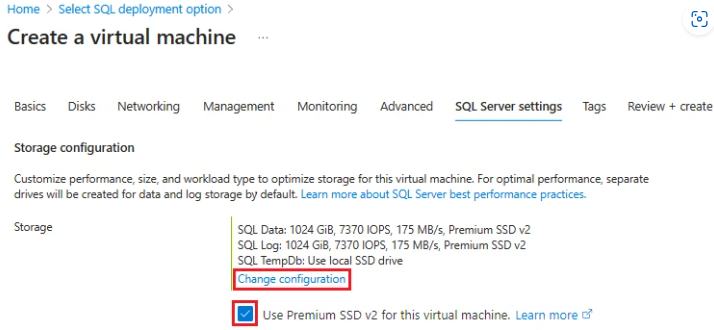 Home > Select SQL deployment option >
Create a virtual machine ...
Basics Disks Networking Management Monitoring Advanced SQL Server settings Tags Review + create
Storage configuration
Customize performance, size, and workload type to optimize storage for this virtual machine. For optimal performance, separate
drives will be created for data and log storage by default. Learn more about SQL Server best performance practices.
Storage
SQL Data: 1024 GiB, 7370 IOPS, 175 MB/s, Premium SSD v2
SQL Log: 1024 GiB, 7370 IOPS, 175 MB/s, Premium SSD v2
SQL TempDb: Use local SSD drive
Change configuration
Use Premium SSD v2 for this virtual machine. Learn more